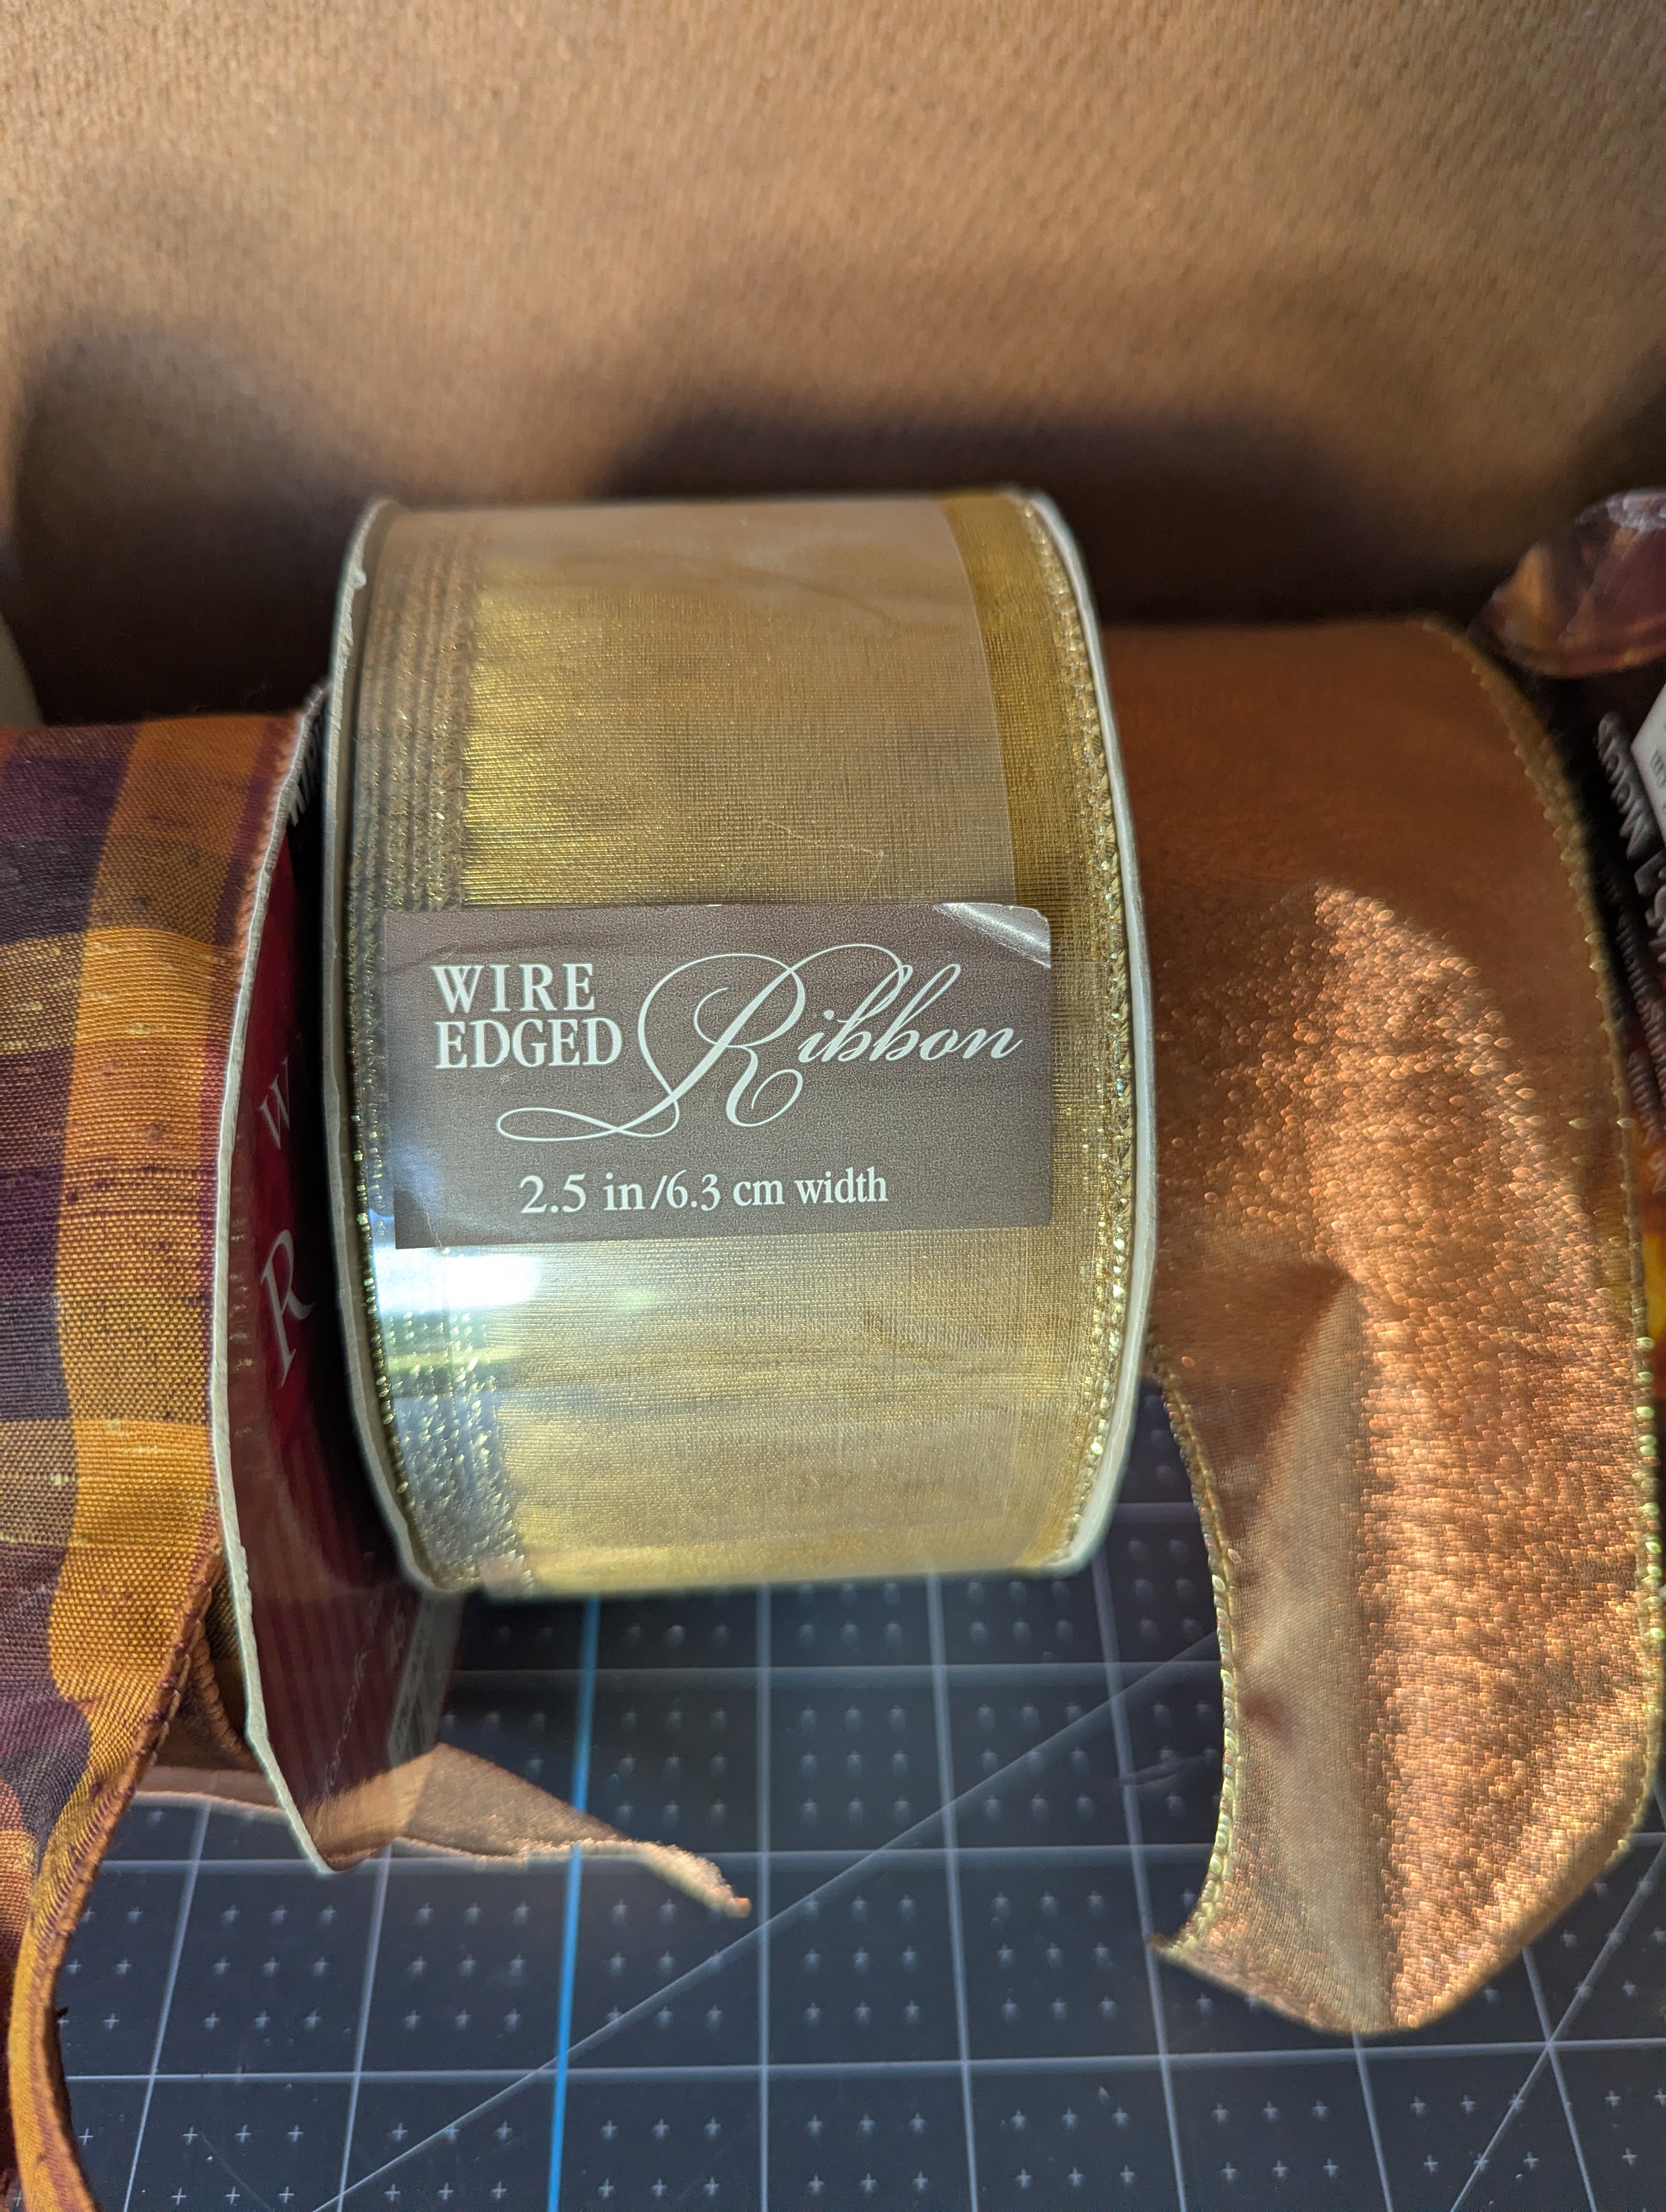 WIRE
EDGED Ribbon
2.5 in/6.3 cm width
W
R